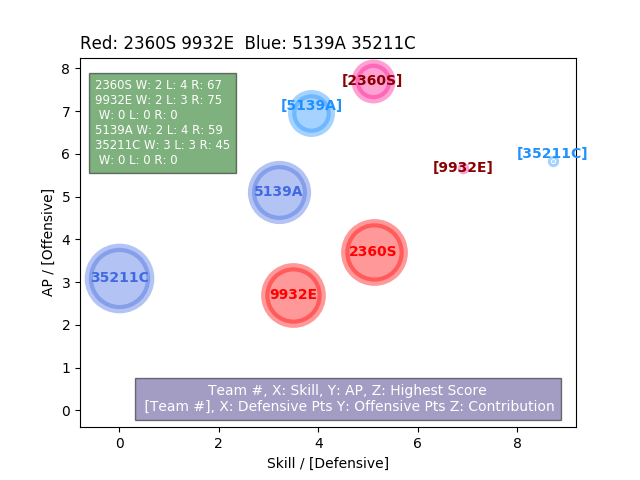 Red: 2360S 9932E  Blue: 5139A 35211C
8
7
6
5
4
3
2
1
0
AP / [Offensive]
2360S W: 2 L: 4 R: 67
9932E W: 2 L: 3 R: 75
W: 0 L: 0 R: 0
5139A W: 2 L: 4 R: 59
35211C W: 3 L: 3 R: 45
W: 0 L: 0 R: 0
[2360S]
[5139A]
[35211C]
[9932E]
5139A
2360S
35211C
9932E
Team #, X: Skill, Y: AP, Z: Highest Score
[Team #], X: Defensive Pts Y: Offensive Pts Z: Contribution
0
2
4
6
8
Skill / [Defensive]